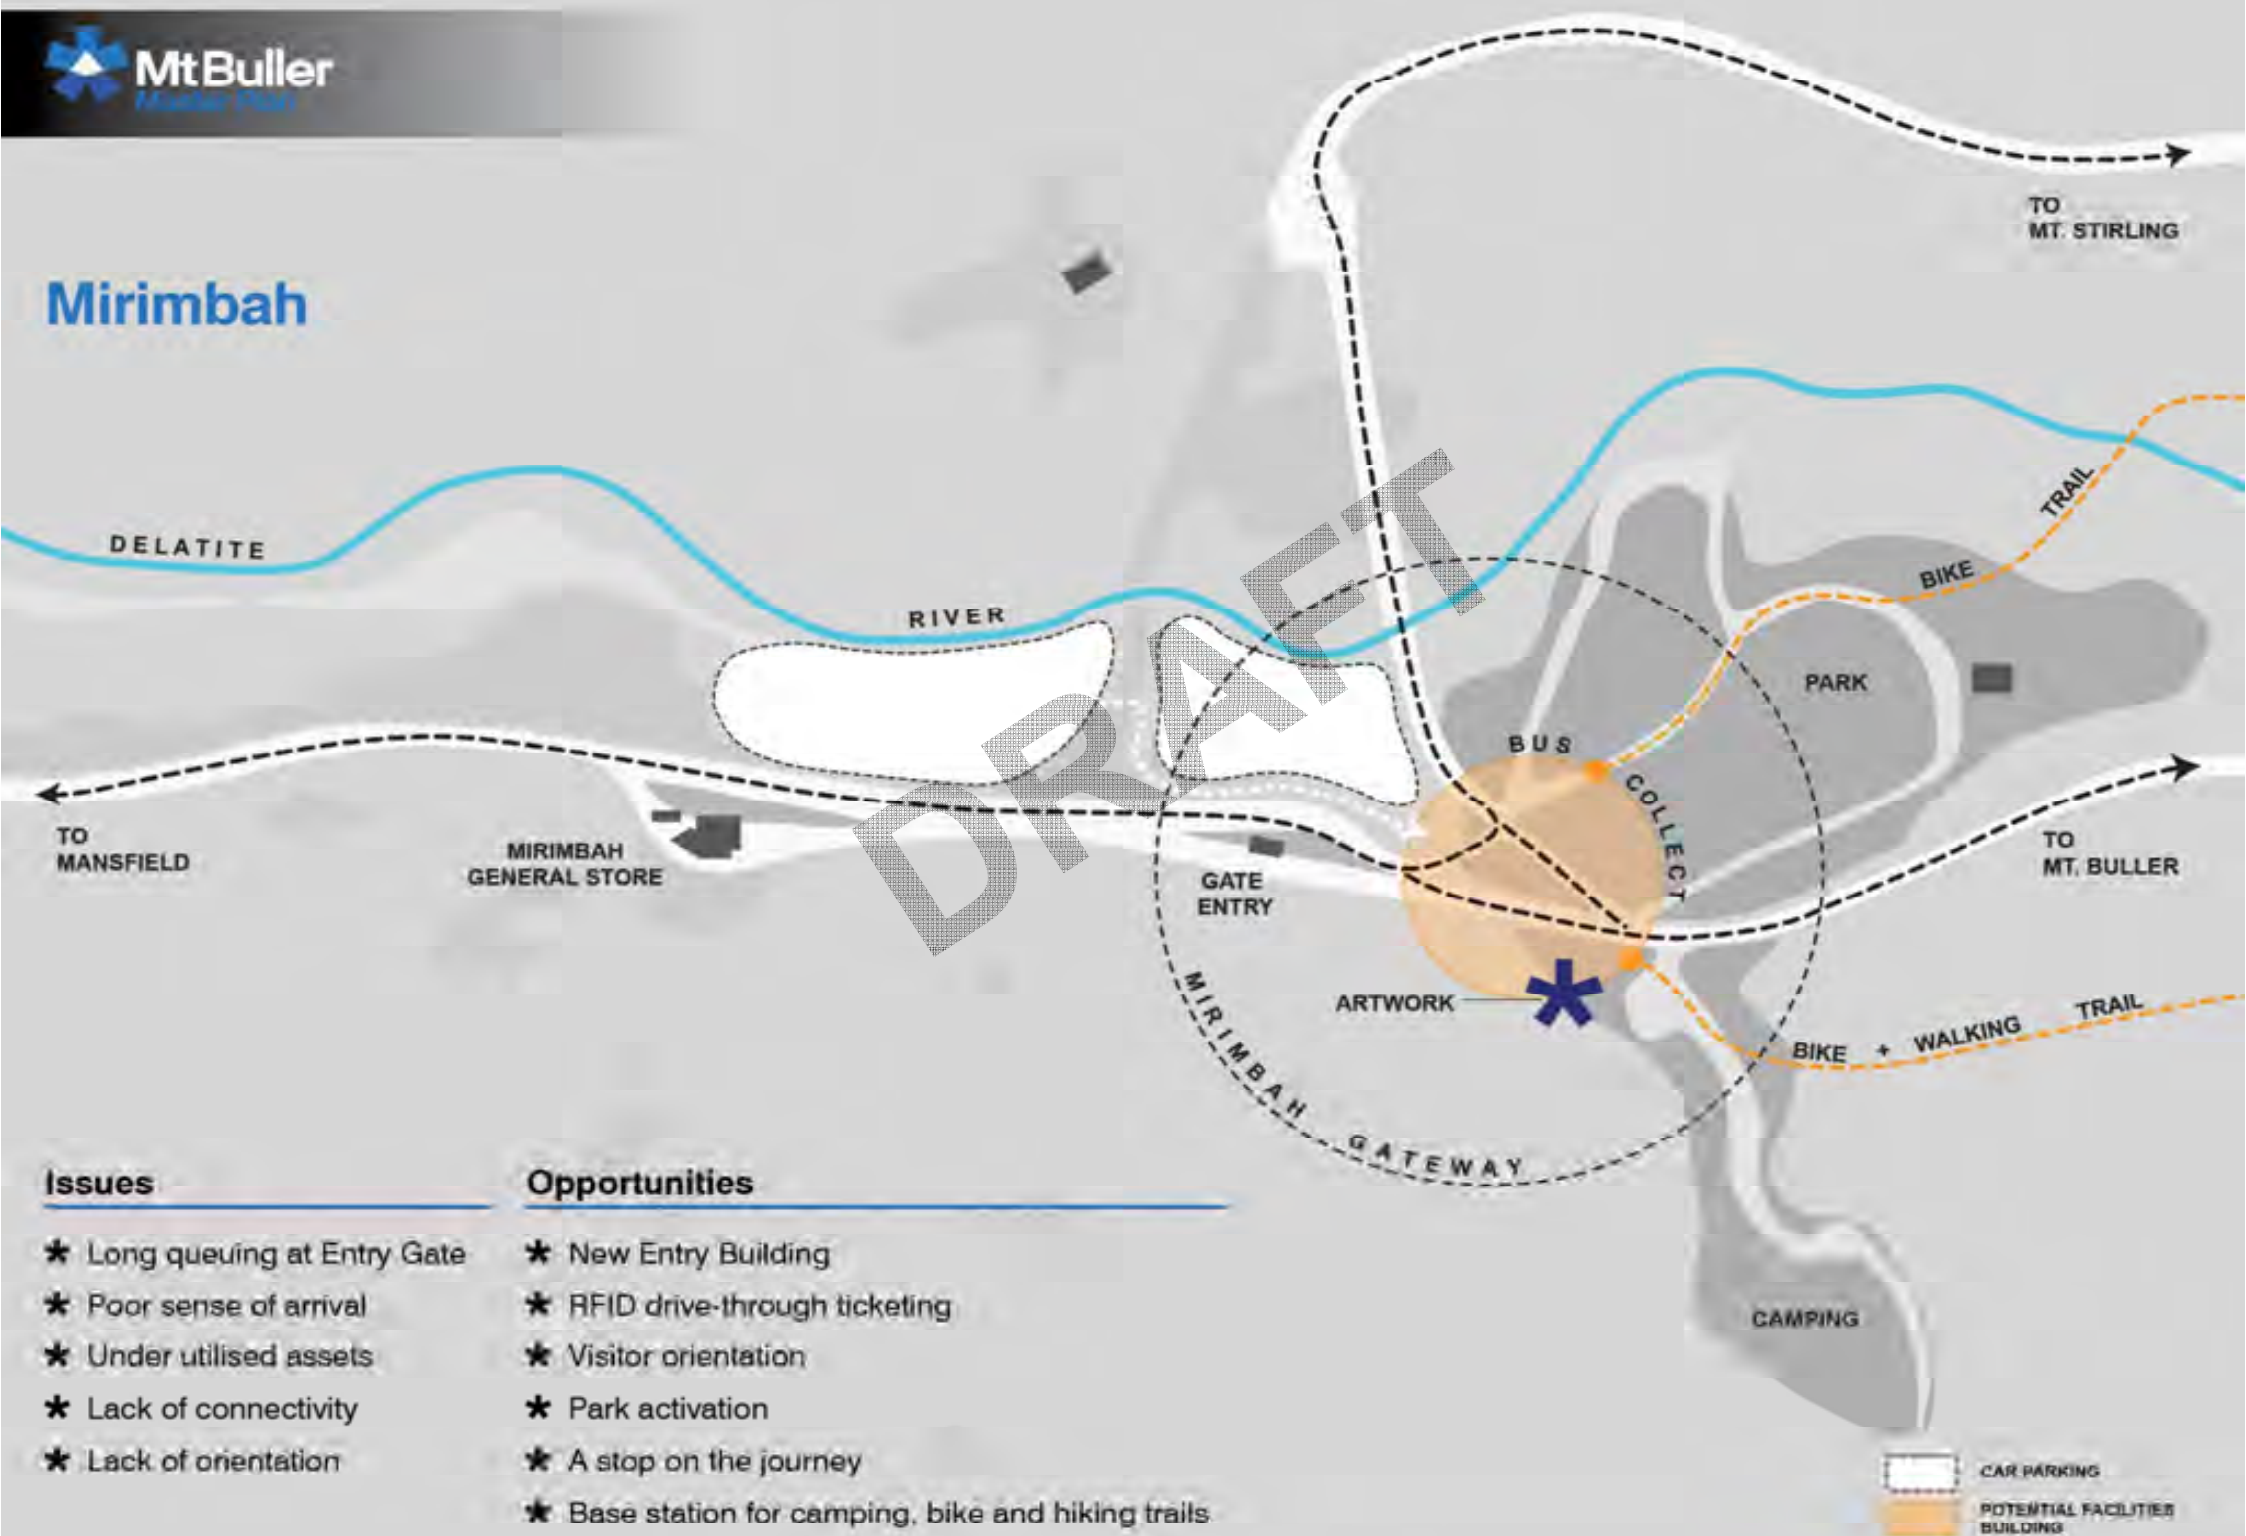 Mt Buller
Master Plan
Mirimbah
TO
MT. STIRLING
DELATITE
RIVER
BIKE TRAIL
PARK
BUS COLLECT
TO
MANSFIELD
MIRIMBAH
GENERAL STORE
GATE
ENTRY
TO
MT. BULLER
ARTWORK
MIRIMBAH GATEWAY
BIKE + WALKING TRAIL
CAMPING
DRAFT
Issues
* Long queuing at Entry Gate
* Poor sense of arrival
* Under utilised assets
* Lack of connectivity
* Lack of orientation
Opportunities
* New Entry Building
* RFID drive-through ticketing
* Visitor orientation
* Park activation
* A stop on the journey
* Base station for camping, bike and hiking trails
CAR PARKING
POTENTIAL FACILITIES
BUILDING